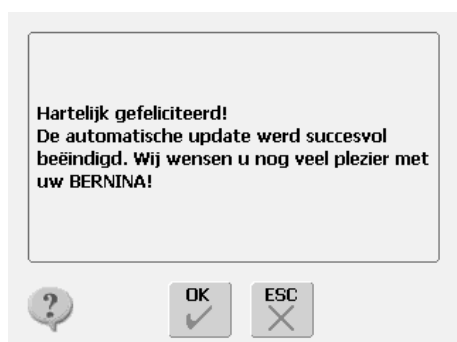 Hartelijk gefeliciteerd!
De automatische update werd succesvol
beëindigd. Wij wensen u nog veel plezier met
uw BERNINA!
?
OK
ESC